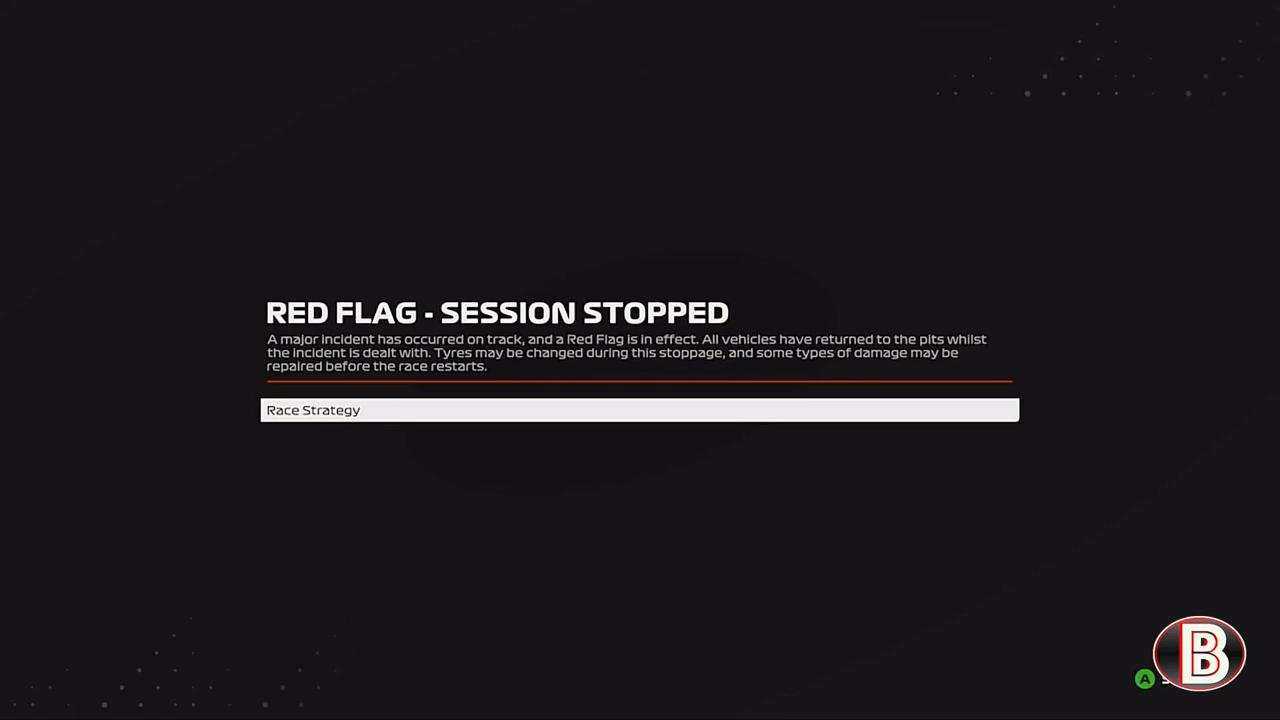 RED FLAG - SESSION STOPPED
A major incident has occurred on track, and a Red Flag is in effect. All vehicles have returned to the pits whilst
the incident is dealt with. Tyres may be changed during this stoppage, and some types of damage may be
repaired before the race restarts.
Race Strategy
B
A